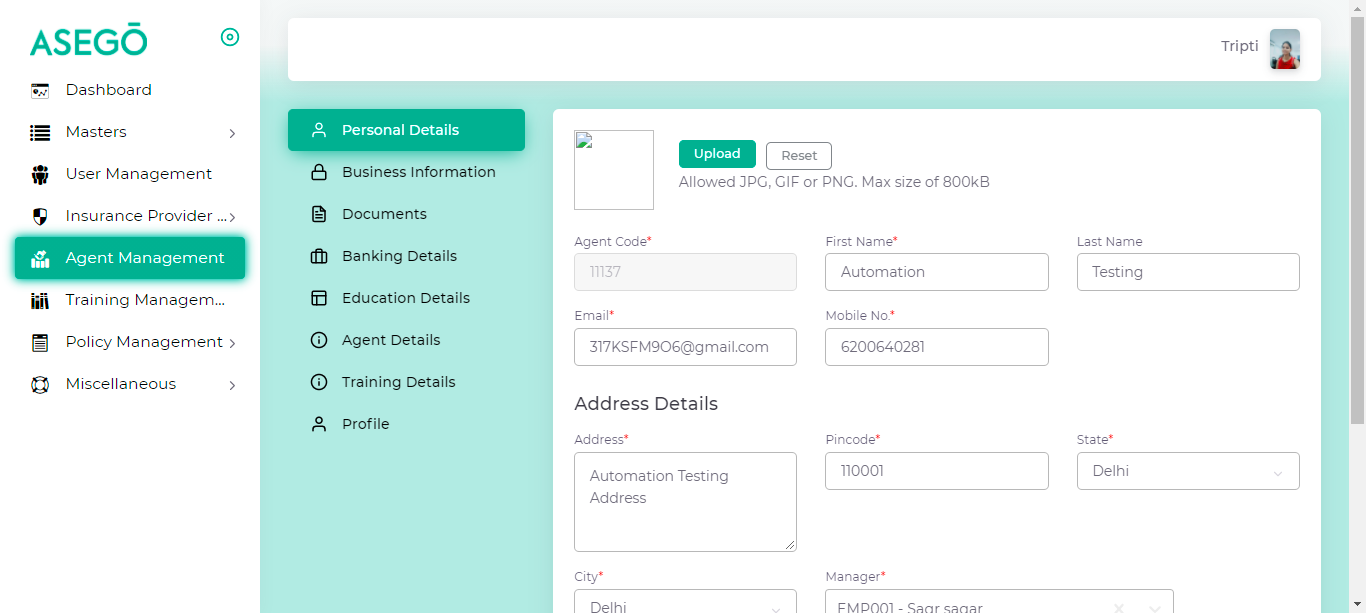 ASEGŌ
Tripti
Dashboard
Masters
User Management
Insurance Provider ...
Agent Management
Training Managem...
Policy Management
Miscellaneous
Personal Details
Business Information
Documents
Banking Details
Education Details
Agent Details
Training Details
Profile
Upload
Reset
Allowed JPG, GIF or PNG. Max size of 800kB
Agent Code*
First Name*
Last Name
11137
Automation
Testing
Email*
Mobile No.*
317KSFM9O6@gmail.com
6200640281
Address Details
Address*
Pincode*
State*
Automation Testing
Address
110001
Delhi
City*
Manager*
Delhi
EMP001 - Sagr sagar